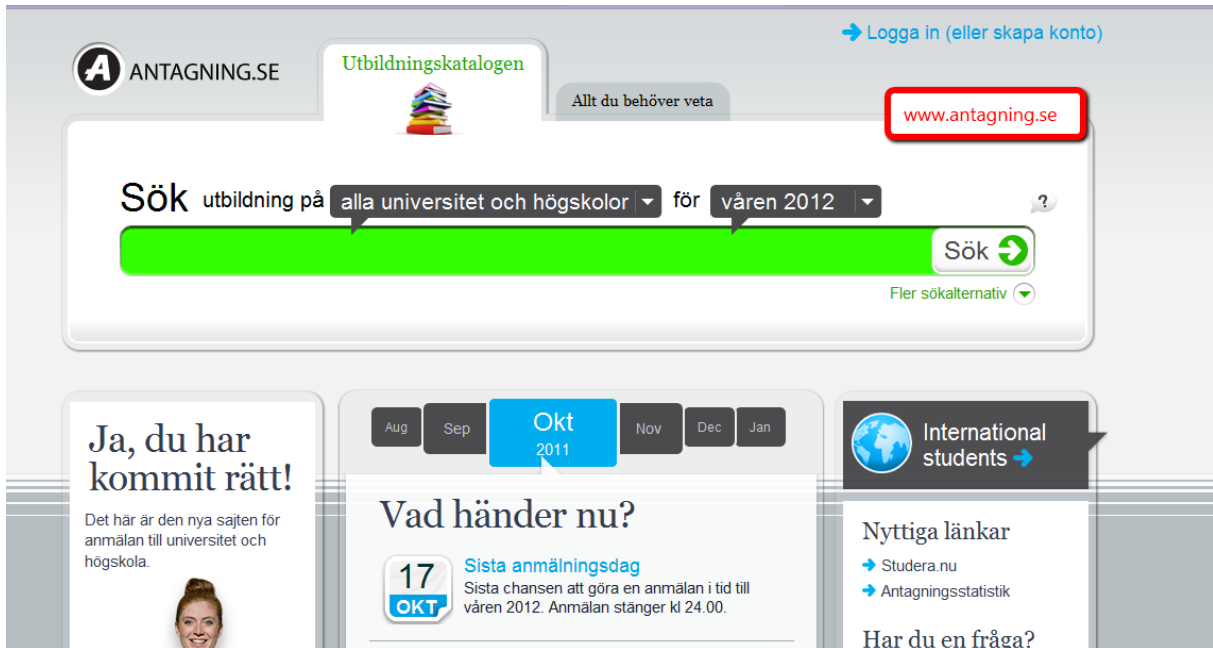 Logga in (eller skapa konto)
A ANTAGNING.SE
Utbildningskatalogen
Allt du behöver veta
www.antagning.se
Sök utbildning på alla universitet och högskolor för våren 2012
?
Sök
Fler sökalternativ
Ja, du har
kommit rätt!
Det här är den nya sajten för
anmälan till universitet och
högskola.
Aug Sep Okt Nov Dec Jan
2011
Vad händer nu?
17
OKT
Sista anmälningsdag
Sista chansen att göra en anmälan i tid till
våren 2012. Anmälan stänger kl 24.00.
International
students
Nyttiga länkar
Studera.nu
Antagningsstatistik
Har du en fråga?